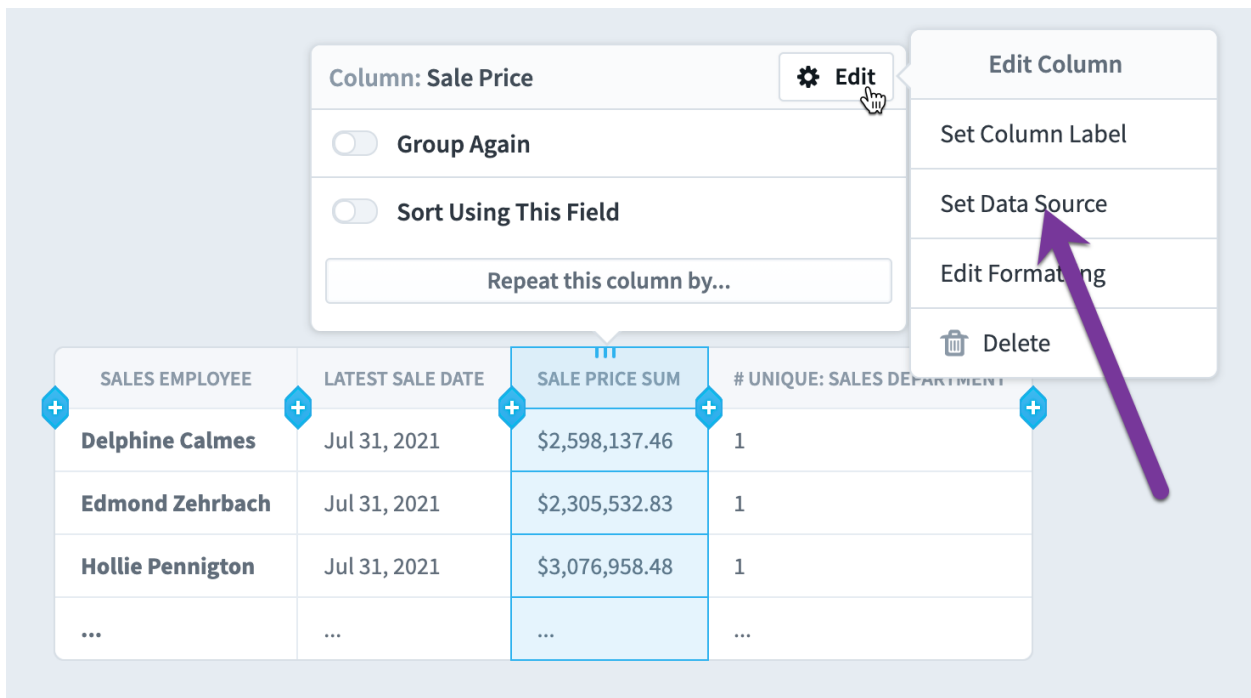 Column: Sale Price
Edit
Group Again
Sort Using This Field
Repeat this column by...
Edit Column
Set Column Label
Set Data Source
Edit Formatting
Delete
SALES EMPLOYEE LATEST SALE DATE SALE PRICE SUM # UNIQUE: SALES DEPARTMENT
Delphine Calmes Jul 31, 2021 $2,598,137.46 1
Edmond Zehrbach Jul 31, 2021 $2,305,532.83 1
Hollie Pennigton Jul 31, 2021 $3,076,958.48 1
... ... ... ...